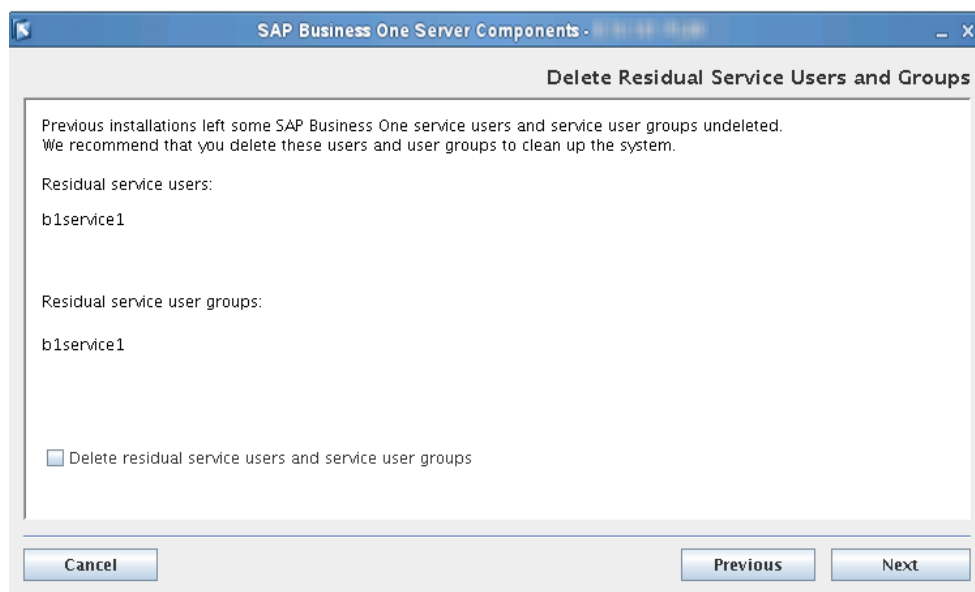 SAP Business One Server Components -
Delete Residual Service Users and Groups
Previous installations left some SAP Business One service users and service user groups undeleted.
We recommend that you delete these users and user groups to clean up the system.
Residual service users:
b1service1
Residual service user groups:
b1service1
Delete residual service users and service user groups
Cancel
Previous
Next